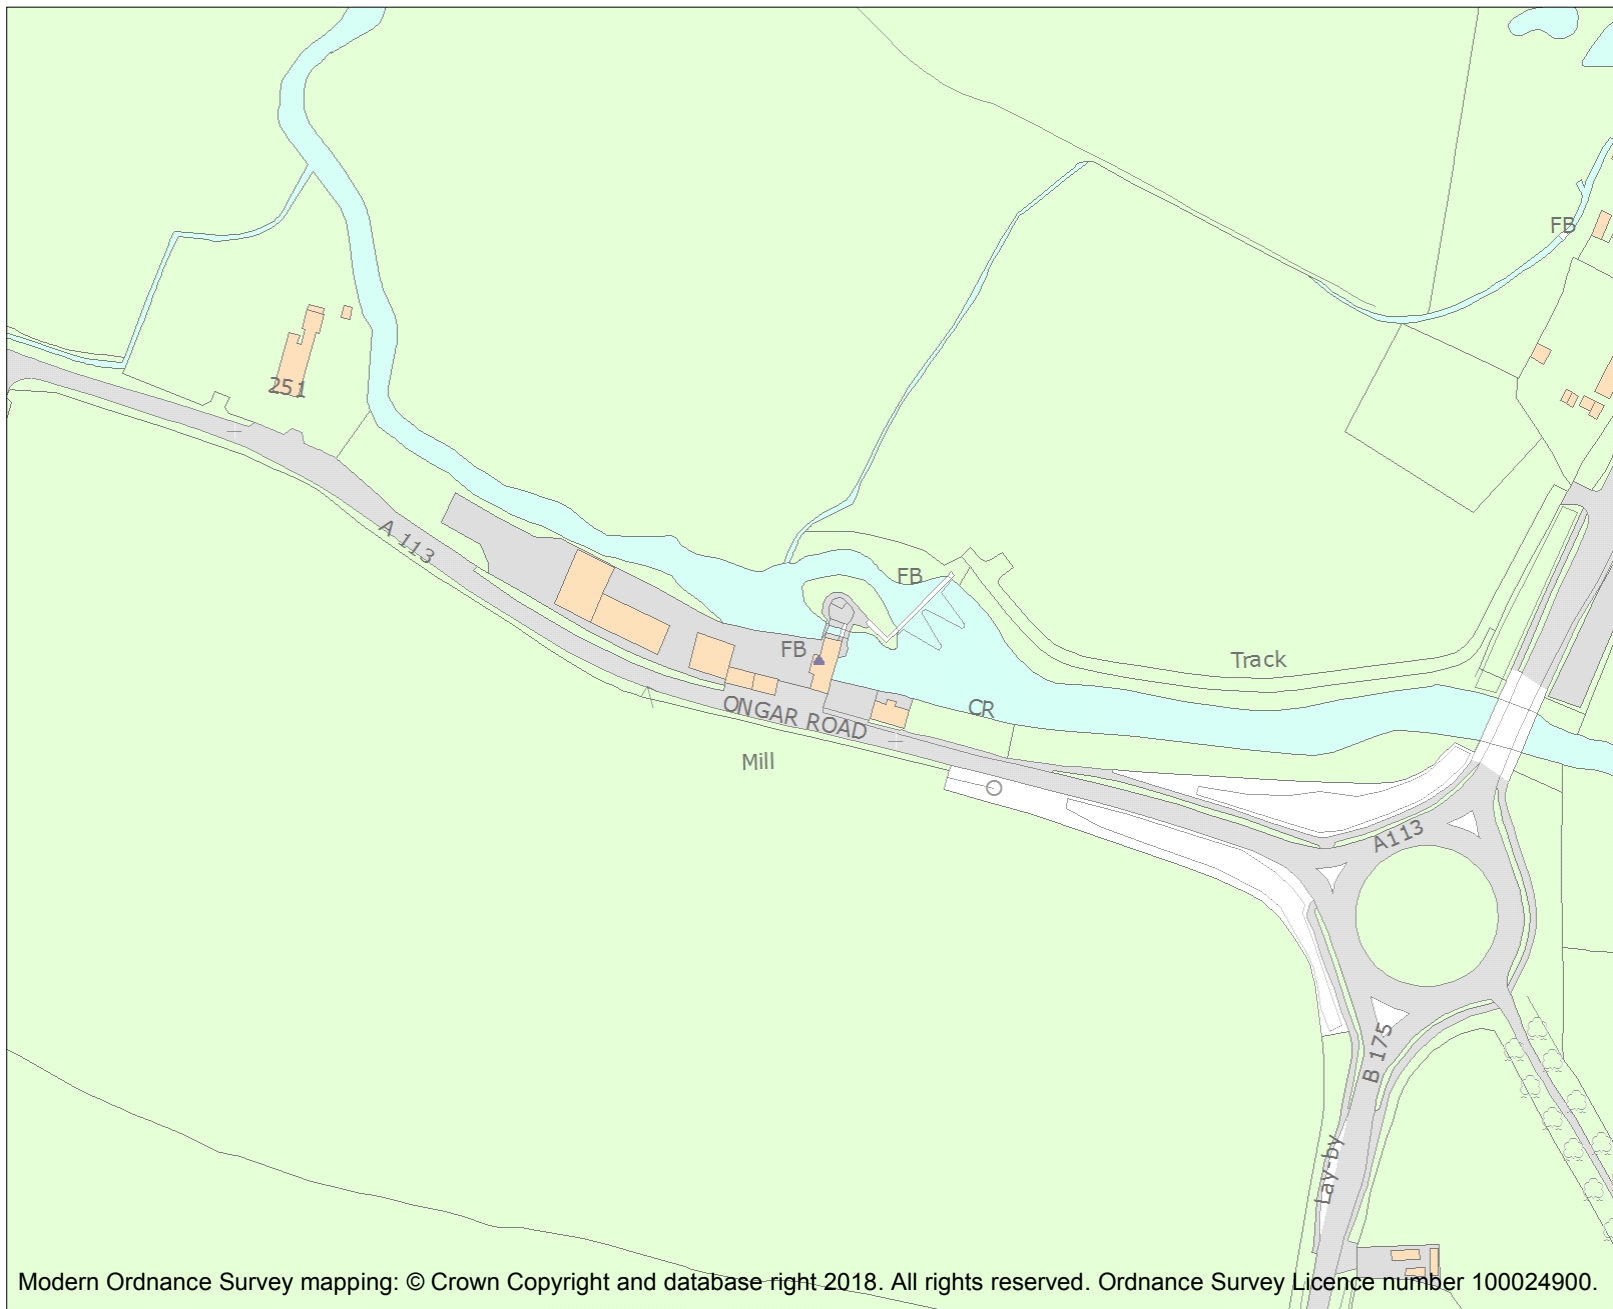 FB
251
A 113
FB
FB
Track
CR
ONGAR ROAD
Mill
A113
B 175
Lay-by
Modern Ordnance Survey mapping: © Crown Copyright and database right 2018. All rights reserved. Ordnance Survey Licence number 100024900.